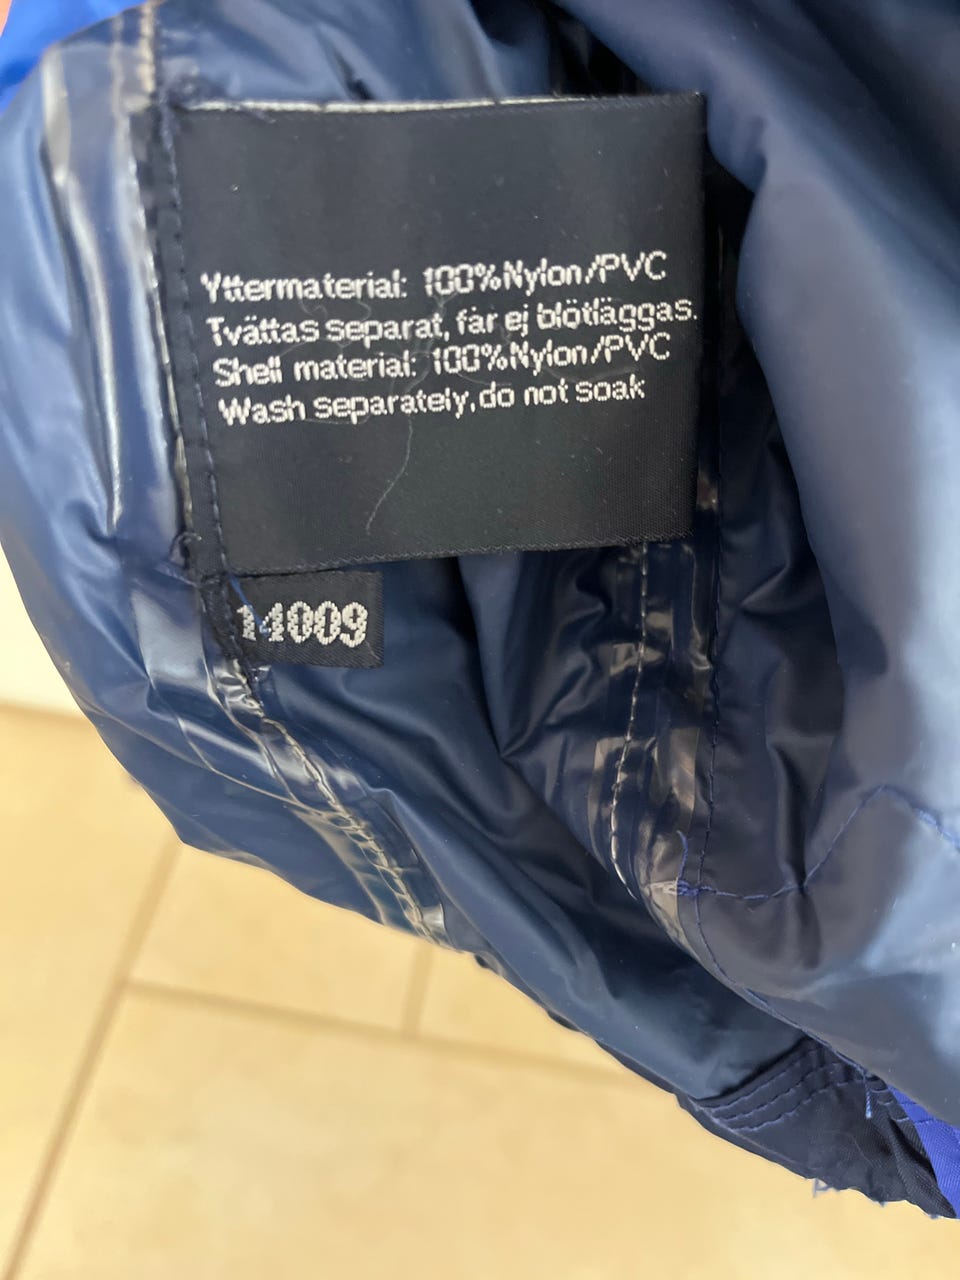 Yttermaterial: 100%Nylon/PVC
Tvättas separat, får ej blötläggas.
Shell material: 100%Nylon/PVC
Wash separately,do not soak
14009